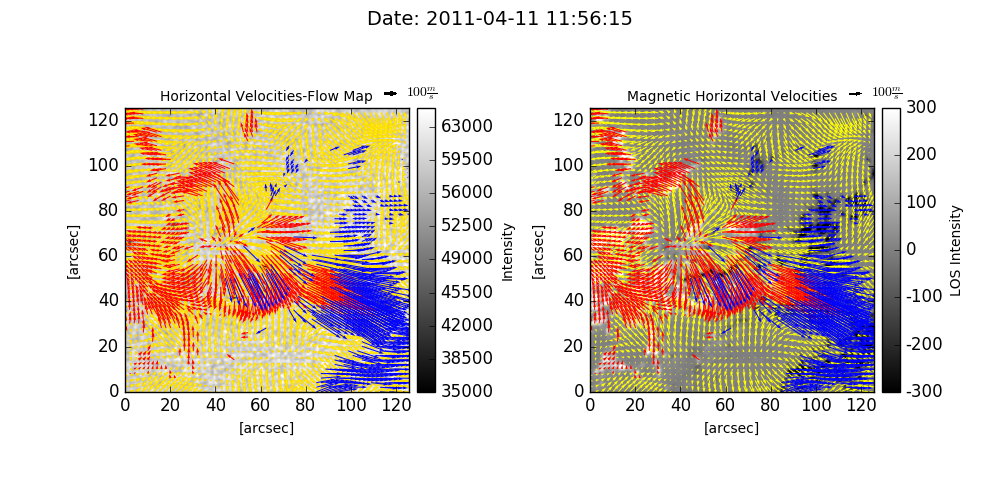 Date: 2011-04-11 11:56:15
Horizontal Velocities-Flow Map
100 m/s
120
100
80
60
40
20
0
0 20 40 60 80 100 120
[arcsec]
[arcsec]
63000
59500
56000
52500
49000
45500
42000
38500
35000
Intensity
Magnetic Horizontal Velocities
100 m/s
120
100
80
60
40
20
0
0 20 40 60 80 100 120
[arcsec]
[arcsec]
300
200
100
0
-100
-200
-300
LOS Intensity